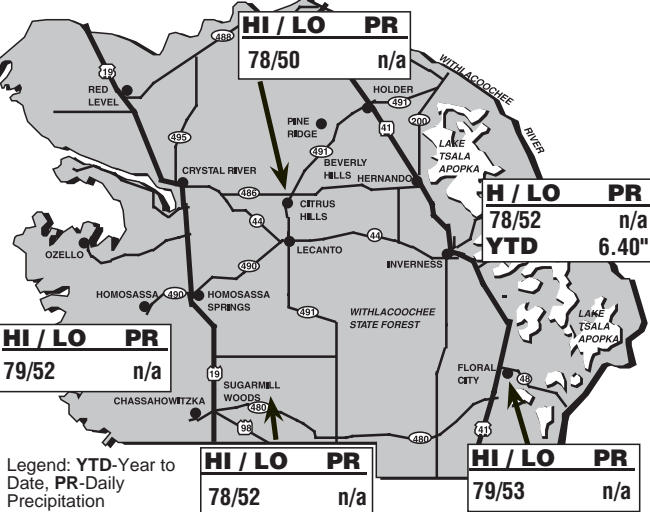 HI / LO PR
78/50 n/a
488
WITHLACOOCHEE
RIVER
19
RED
LEVEL
HOLDER
491
200
41
PINE
RIDGE
495
491
LAKE
TSALA
APOPKA
BEVERLY
HILLS
CRYSTAL RIVER
HERNANDO
486
HI / LO PR
78/52 n/a
YTD 6.40"
CITRUS
HILLS
44
44
OZELLO
LECANTO
INVERNESS
490
HOMOSASSA
490
HOMOSASSA
SPRINGS
491
WITHLACOOCHEE
STATE FOREST
LAKE
TSALA
APOPKA
HI / LO PR
79/52 n/a
19
FLORAL
CITY
48
SUGARMILL
WOODS
CHASSAHOWITZKA
480
98
480
41
HI / LO PR
78/52 n/a
HI / LO PR
79/53 n/a
Legend: YTD-Year to
Date, PR-Daily
Precipitation